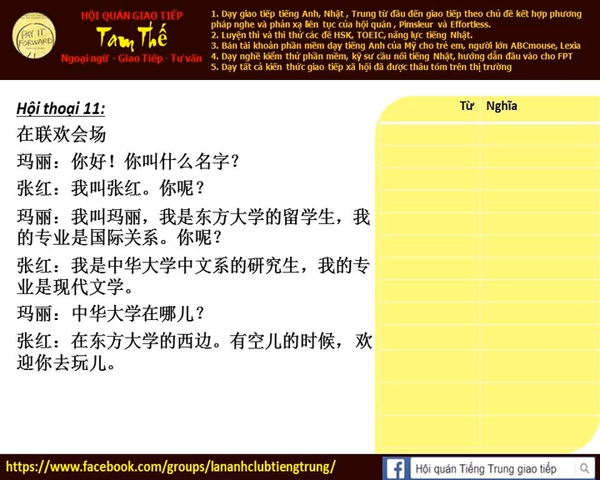 HỘI QUÁN GIAO TIẾP
Tam Thế
Ngoại ngữ - Giao Tiếp - Tư vấn
PAY IT
FORWARD
1. Dạy giao tiếp tiếng Anh, Nhật , Trung từ đầu đến giao tiếp theo chủ đề kết hợp phương
pháp nghe và phản xạ liên tục của hội quán , Pimsleur và Effortless.
2. Luyện thi và thi thử các đề HSK, TOEIC, năng lực tiếng Nhật.
3. Bán tài khoản phần mềm dạy tiếng Anh của Mỹ cho trẻ em, người lớn ABCmouse, Lexia
4. Dạy nghề kiểm thử phần mềm, kỹ sư cầu nối tiếng Nhật, hướng dẫn đầu vào cho FPT
5. Dạy tất cả kiến thức giao tiếp xã hội đã được thâu tóm trên thị trường
Hội thoại 11:
在联欢会场
玛丽：你好！你叫什么名字？
张红：我叫张红。你呢？
玛丽：我叫玛丽，我是东方大学的留学生，我
的专业是国际关系。你呢？
张红：我是中华大学中文系的研究生，我的专
业是现代文学。
玛丽：中华大学在哪儿？
张红：在东方大学的西边。有空儿的时候，欢
迎你去玩儿。
Từ Nghĩa
https://www.facebook.com/groups/lananhclubtiengtrung/
Hội quán Tiếng Trung giao tiếp